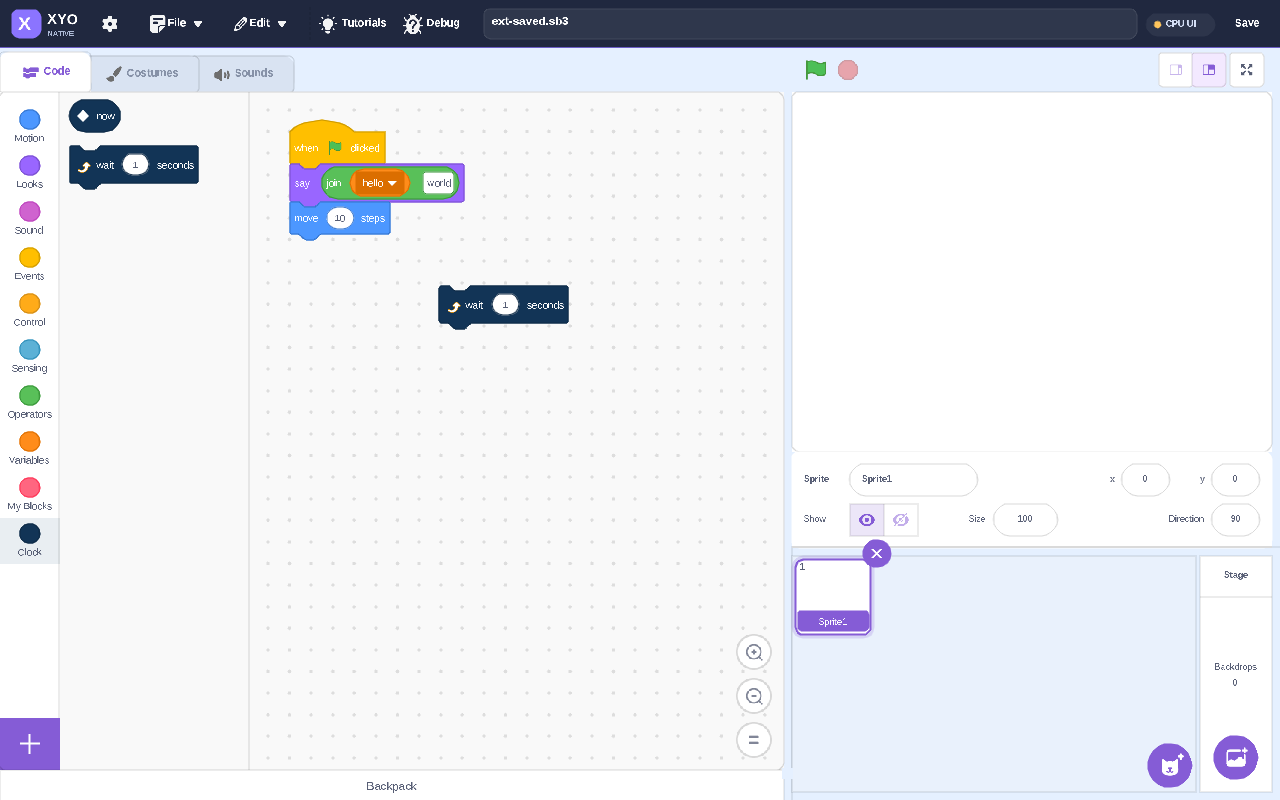 X XYO NATIVE File Edit Tutorials Debug ext-saved.sb3 CPU UI Save
Code Costumes Sounds
Motion
Looks
Sound
Events
Control
Sensing
Operators
Variables
My Blocks
Clock
now
wait 1 seconds
when clicked
say join hello world
move 10 steps
wait 1 seconds
Backpack
Sprite Sprite1 x 0 y 0
Show Size 100 Direction 90
1
Sprite1
Stage
Backdrops
0